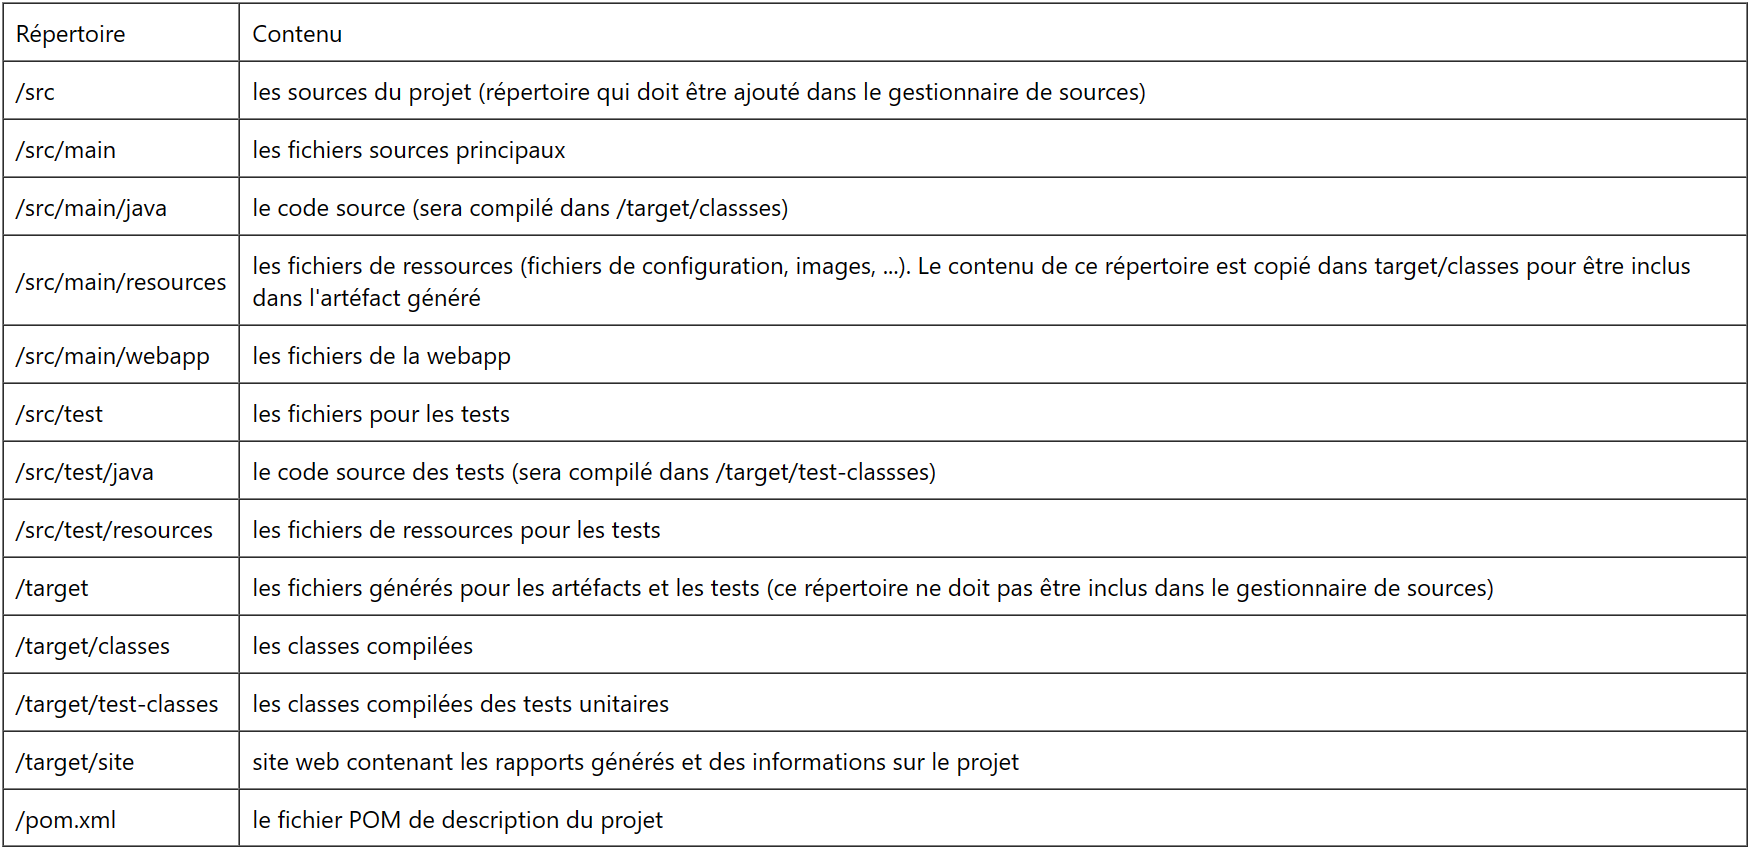 Répertoire Contenu
/src les sources du projet (répertoire qui doit être ajouté dans le gestionnaire de sources)
/src/main les fichiers sources principaux
/src/main/java le code source (sera compilé dans /target/classses)
/src/main/resources les fichiers de ressources (fichiers de configuration, images, ...). Le contenu de ce répertoire est copié dans target/classes pour être inclus
dans l'artéfact généré
/src/main/webapp les fichiers de la webapp
/src/test les fichiers pour les tests
/src/test/java le code source des tests (sera compilé dans /target/test-classses)
/src/test/resources les fichiers de ressources pour les tests
/target les fichiers générés pour les artéfacts et les tests (ce répertoire ne doit pas être inclus dans le gestionnaire de sources)
/target/classes les classes compilées
/target/test-classes les classes compilées des tests unitaires
/target/site site web contenant les rapports générés et des informations sur le projet
/pom.xml le fichier POM de description du projet